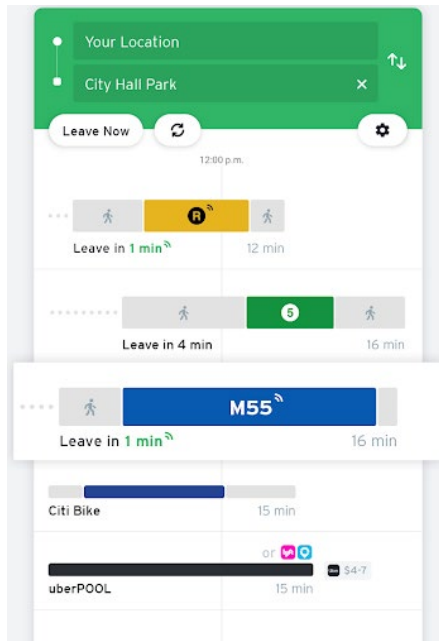 Your Location
City Hall Park
Leave Now
12:00 p.m.
R
Leave in 1 min 12 min
5
Leave in 4 min 16 min
M55
Leave in 1 min 16 min
Citi Bike 15 min
or
Uber $4-7
uberPOOL 15 min